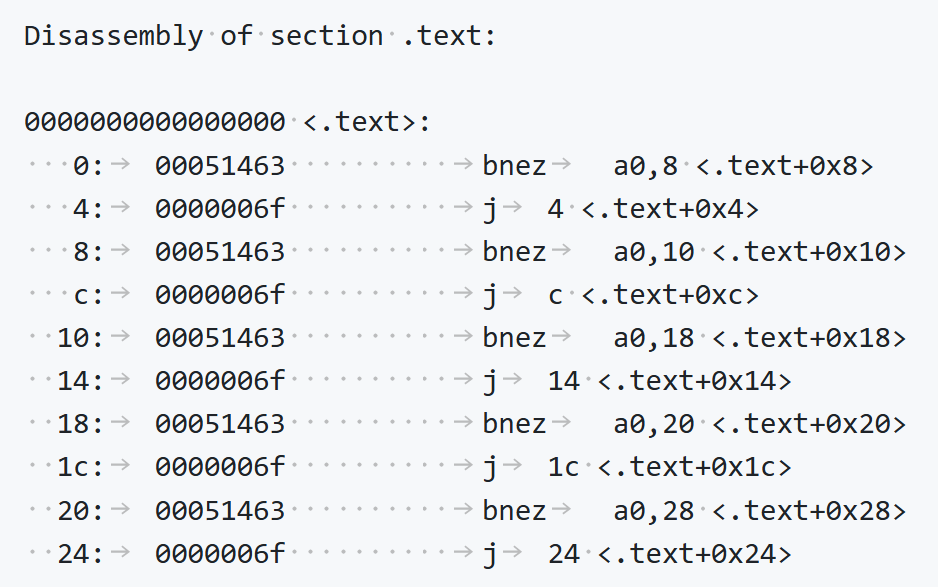 Disassembly of section .text:

0000000000000000 <.text>:
   0:	00051463          	bnez	a0,8 <.text+0x8>
   4:	0000006f          	j	4 <.text+0x4>
   8:	00051463          	bnez	a0,10 <.text+0x10>
   c:	0000006f          	j	c <.text+0xc>
  10:	00051463          	bnez	a0,18 <.text+0x18>
  14:	0000006f          	j	14 <.text+0x14>
  18:	00051463          	bnez	a0,20 <.text+0x20>
  1c:	0000006f          	j	1c <.text+0x1c>
  20:	00051463          	bnez	a0,28 <.text+0x28>
  24:	0000006f          	j	24 <.text+0x24>